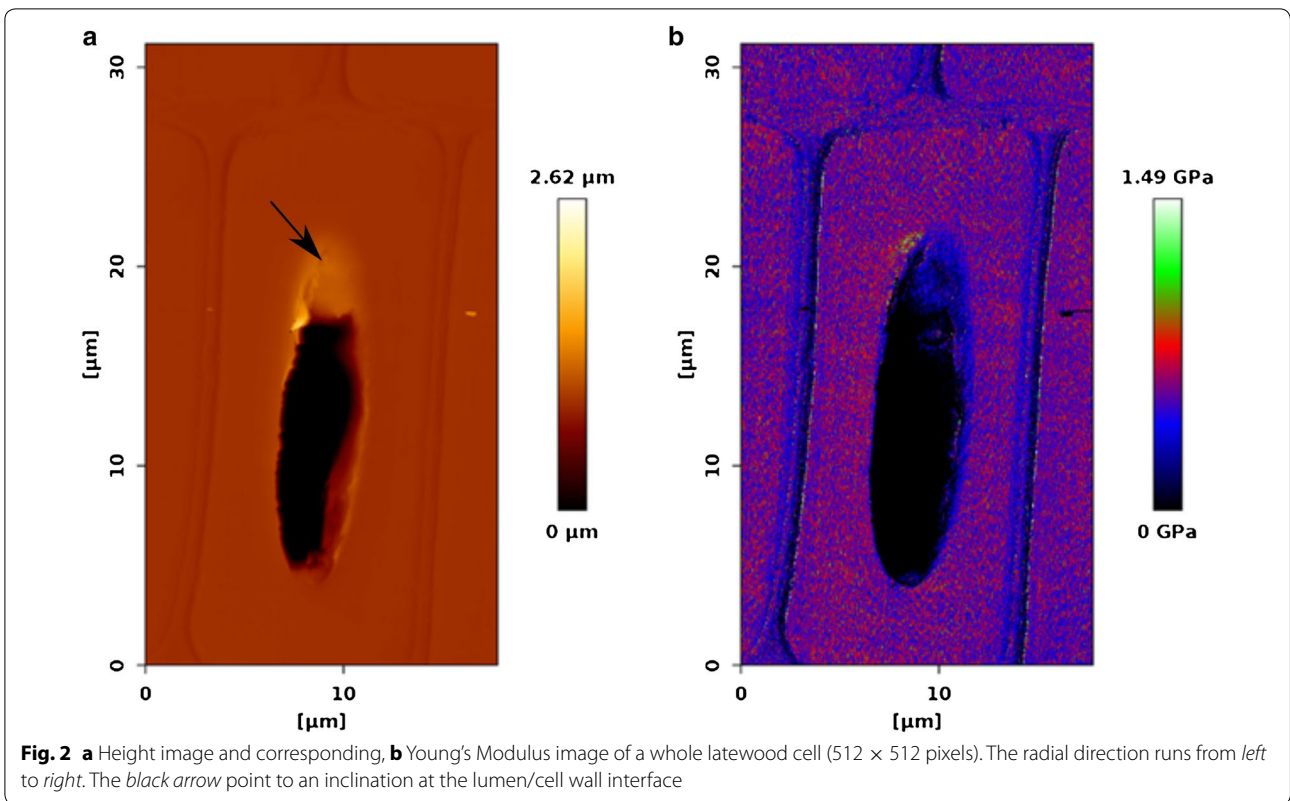 a
b
30
20
10
0
[µm]
0
10
[µm]
2.62 µm
0 µm
30
20
10
0
[µm]
0
10
[µm]
1.49 GPa
0 GPa
Fig. 2 a Height image and corresponding, b Young's Modulus image of a whole latewood cell (512 × 512 pixels). The radial direction runs from left
to right. The black arrow point to an inclination at the lumen/cell wall interface